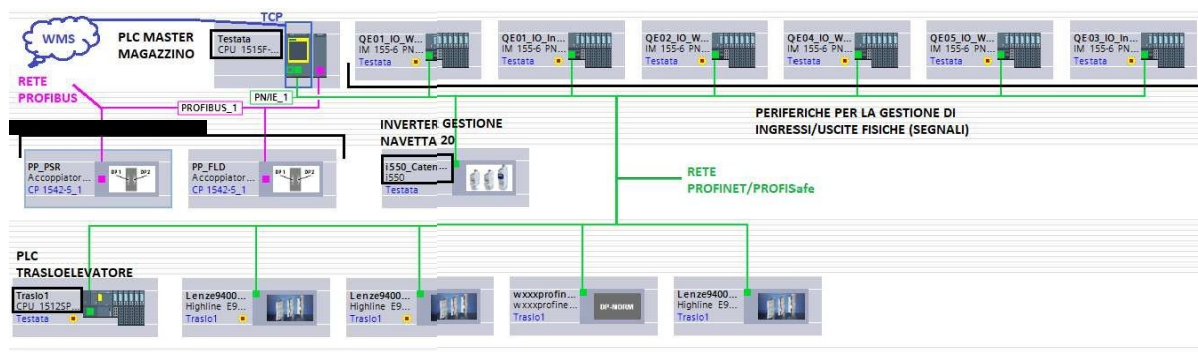 TCP
WMS
PLC MASTER
MAGAZZINO
Testata
CPU 1515F-...
QE01_IO_W...
IM 155-6 PN...
Testata
QE01_IO_In...
IM 155-6 PN...
Testata
QE02_IO_W...
IM 155-6 PN...
Testata
QE04_IO_W...
IM 155-6 PN...
Testata
QE05_IO_W...
IM 155-6 PN...
Testata
QE03_IO_In...
IM 155-6 PN...
Testata
RETE
PROFIBUS
PN/IE_1
PROFIBUS_1
PERIFERICHE PER LA GESTIONE DI
INGRESSI/USCITE FISICHE (SEGNALI)
INVERTER GESTIONE
NAVETTA 20
PP_PSR
Accoppiator...
CP 1542-5_1
DP1 DP2
PP_FLD
Accoppiator...
CP 1542-5_1
DP1 DP2
i550_Caten...
i550
Testata
RETE
PROFINET/PROFISafe
PLC
TRASLOELEVATORE
Traslo1
CPU 1512SP...
Testata
Lenze9400...
Highline E9...
Traslo1
Lenze9400...
Highline E9...
Traslo1
wxxxprofin...
wxxxprofine...
Traslo1
DP-NORM
Lenze9400...
Highline E9...
Traslo1